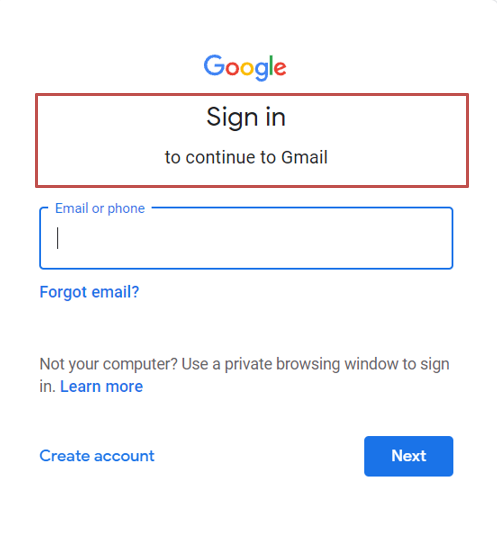 Google
Sign in
to continue to Gmail
Email or phone
Forgot email?
Not your computer? Use a private browsing window to sign
in. Learn more
Create account
Next